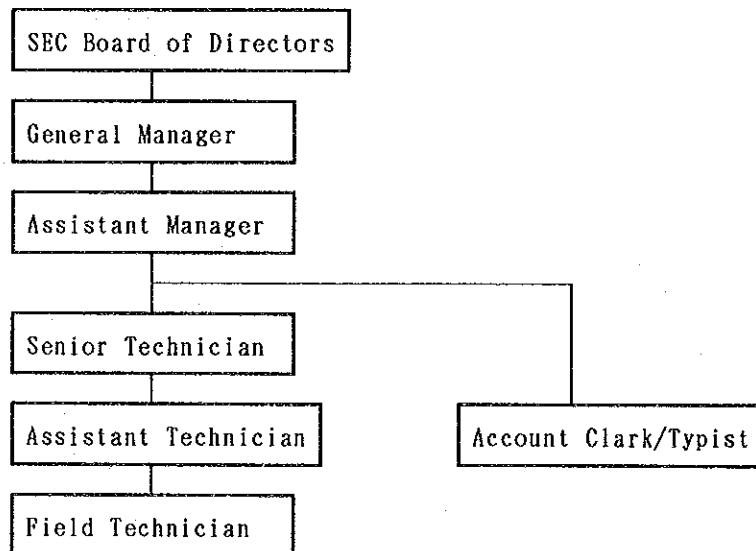 SEC Board of Directors
General Manager
Assistant Manager
Senior Technician
Assistant Technician
Account Clark/Typist
Field Technician